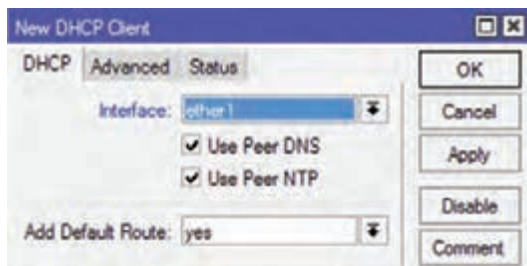 New DHCP Client
DHCP Advanced Status
Interface: ether1
Use Peer DNS
Use Peer NTP
Add Default Route: yes
OK
Cancel
Apply
Disable
Comment